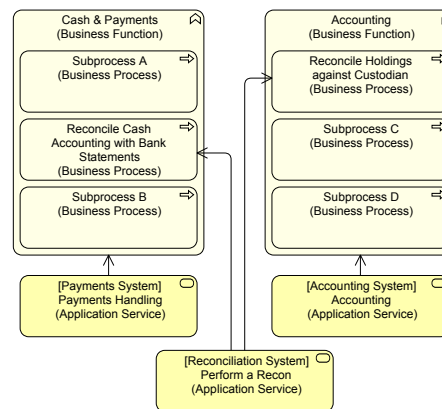 Cash & Payments
(Business Function)
Subprocess A
(Business Process)
Reconcile Cash
Accounting with Bank
Statements
(Business Process)
Subprocess B
(Business Process)
[Payments System]
Payments Handling
(Application Service)
Accounting
(Business Function)
Reconcile Holdings
against Custodian
(Business Process)
Subprocess C
(Business Process)
Subprocess D
(Business Process)
[Accounting System]
Accounting
(Application Service)
[Reconciliation System]
Perform a Recon
(Application Service)